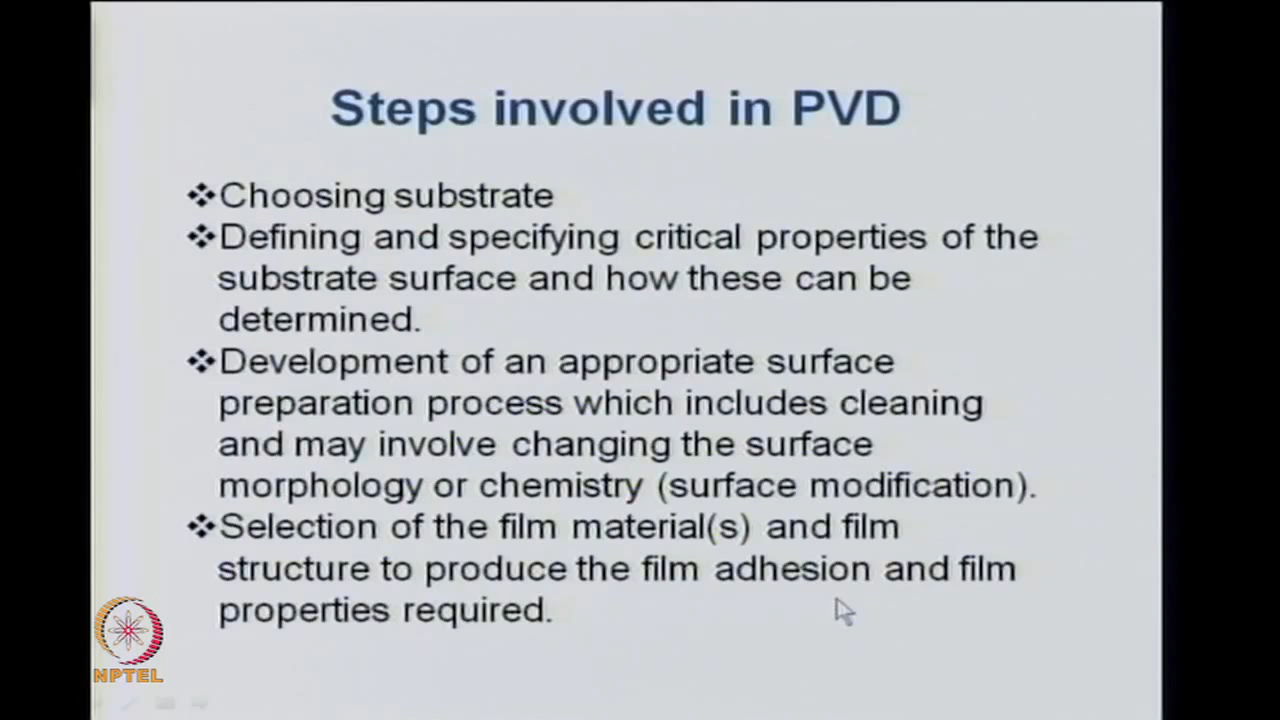 Steps involved in PVD
❖Choosing substrate
❖Defining and specifying critical properties of the
substrate surface and how these can be
determined.
❖Development of an appropriate surface
preparation process which includes cleaning
and may involve changing the surface
morphology or chemistry (surface modification).
❖Selection of the film material(s) and film
structure to produce the film adhesion and film
properties required.
NPTEL